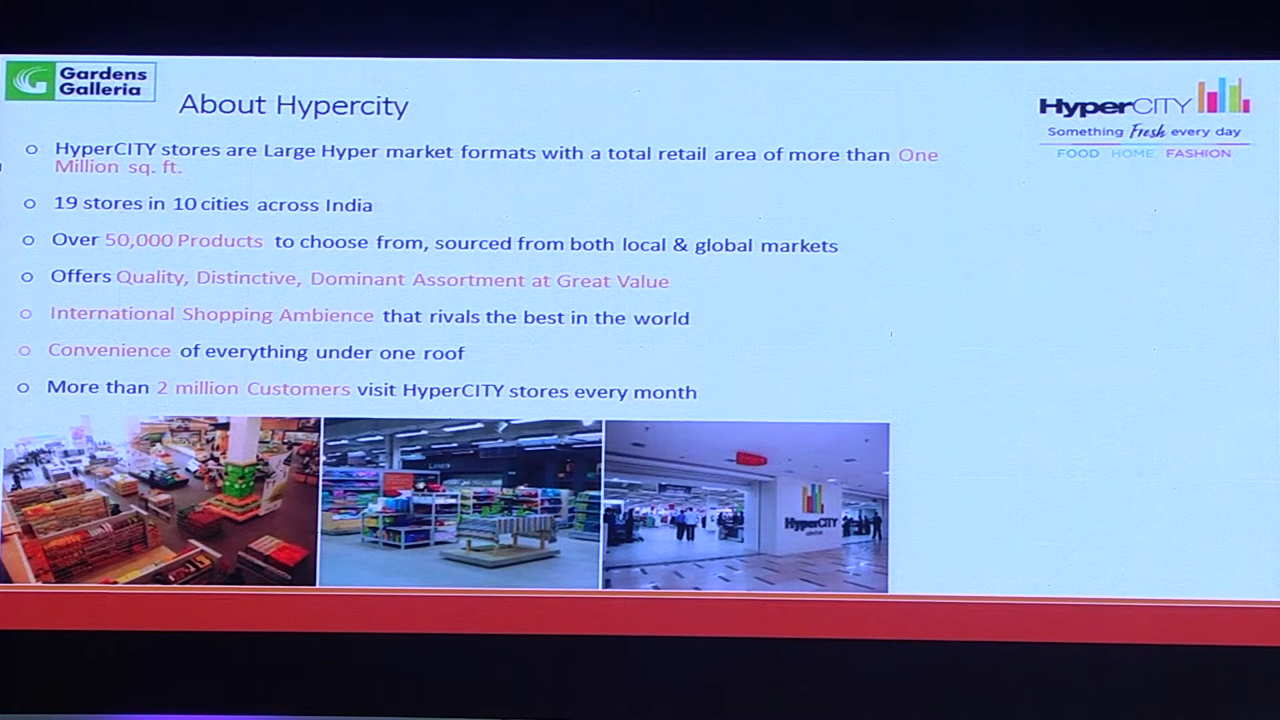 Gardens
Galleria
About Hypercity
HyperCITY
Something Fresh every day
FOOD HOME FASHION
HyperCITY stores are Large Hyper market formats with a total retail area of more than One
Million sq. ft.
19 stores in 10 cities across India
Over 50,000 Products to choose from, sourced from both local & global markets
Offers Quality, Distinctive, Dominant Assortment at Great Value
International Shopping Ambience that rivals the best in the world
Convenience of everything under one roof
More than 2 million Customers visit HyperCITY stores every month
HyperCITY